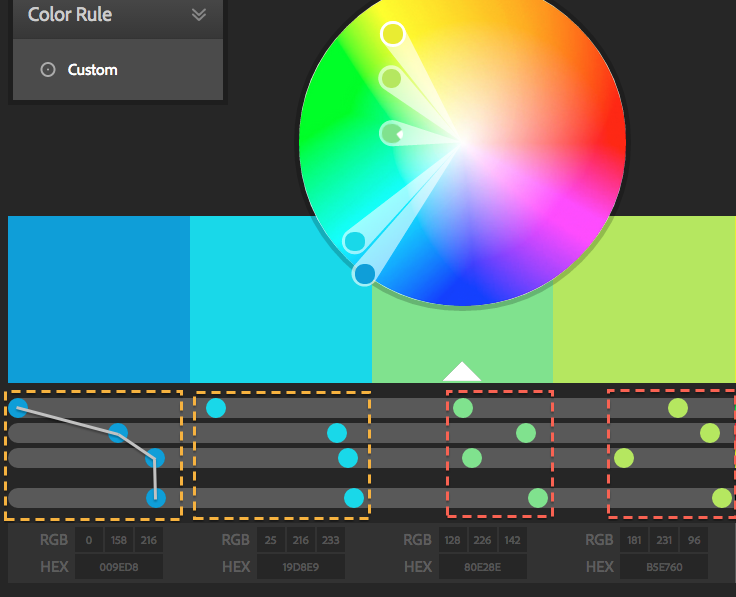 Color Rule
Custom
RGB 0 158 216 RGB 25 216 233 RGB 128 226 142 RGB 181 231 96
HEX 009ED8 HEX 19D8E9 HEX 80E28E HEX B5E760